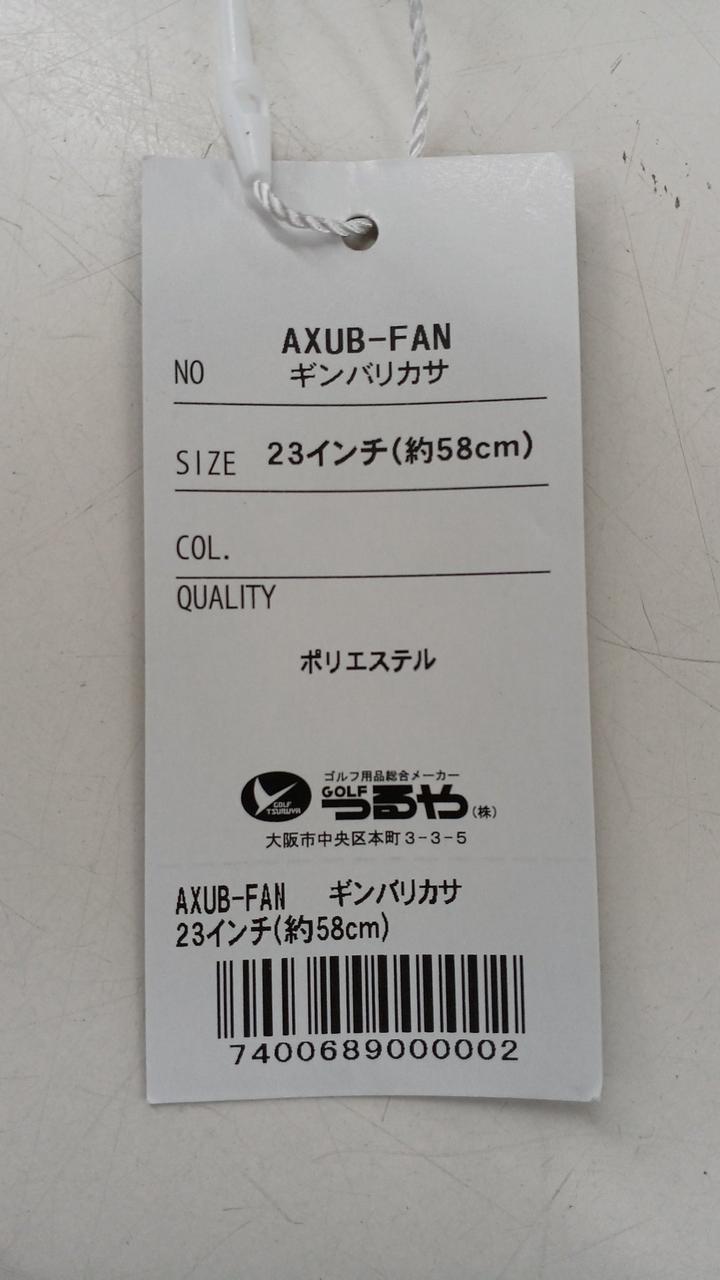 AXUB-FAN
NO ギンバリカサ
SIZE 23インチ(約58cm)
COL.
QUALITY
ポリエステル
ゴルフ用品総合メーカー
GOLF TSURUYA GOLF つるや(株)
大阪市中央区本町3-3-5
AXUB-FAN ギンバリカサ
23インチ(約58cm)
7400689000002